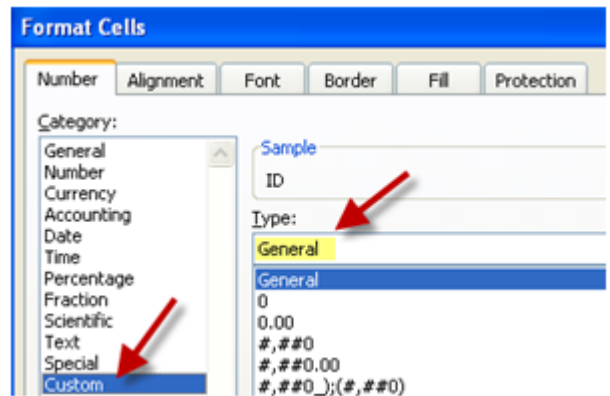 Format Cells
Number Alignment Font Border Fill Protection
Category:
General
Number
Currency
Accounting
Date
Time
Percentage
Fraction
Scientific
Text
Special
Custom
Sample
ID
Type:
General
General
0
0.00
#,##0
#,##0.00
#,##0_);(#,##0)